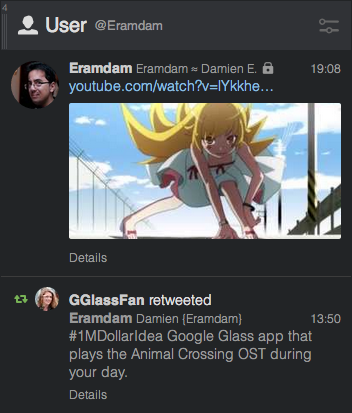 4
User @Eramdam
Eramdam Eramdam ≈ Damien E. 19:08
youtube.com/watch?v=lYkkhe…
Details
GGlassFan retweeted
Eramdam Damien {Eramdam} 13:50
#1MDollarIdea Google Glass app that
plays the Animal Crossing OST during
your day.
Details